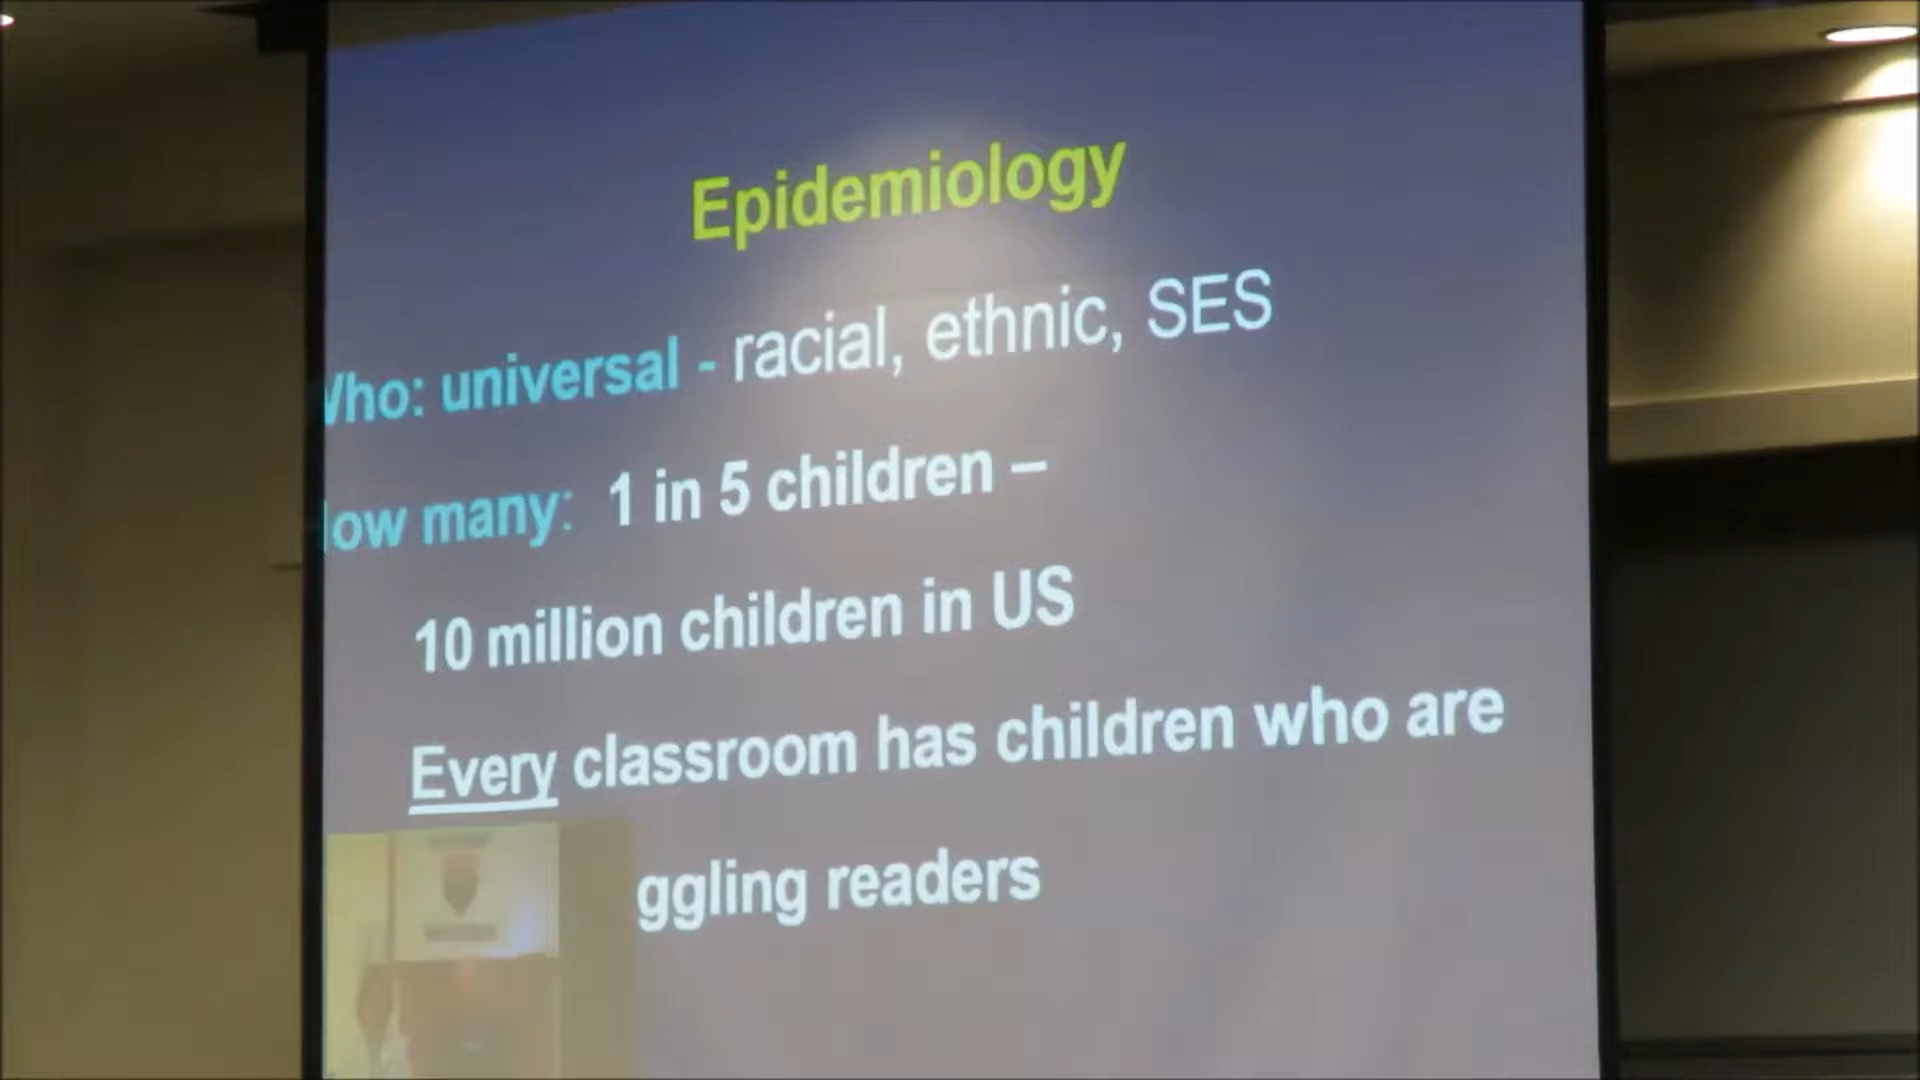 Epidemiology
Who: universal - racial, ethnic, SES
How many: 1 in 5 children –
10 million children in US
Every classroom has children who are
ggling readers